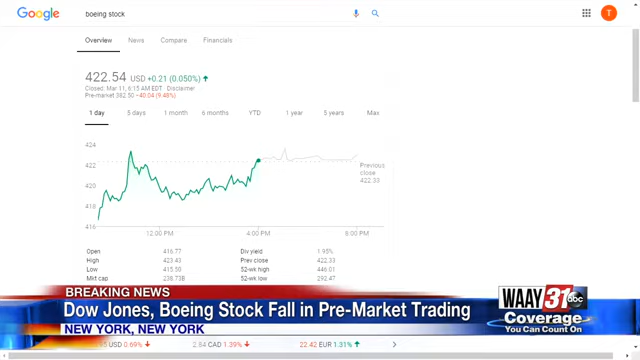 Google
boeing stock
T
Overview News Compare Financials
422.54 USD +0.21 (0.050%)
Closed: Mar 11, 6:15 AM EDT · Disclaimer
Pre-market 382.50 −40.04 (9.48%)
1 day 5 days 1 month 6 months YTD 1 year 5 years Max
424
422
420
418
416
Previous
close
422.33
12:00 PM 4:00 PM 8:00 PM
Open 416.77 Div yield 1.95%
High 423.43 Prev close 422.33
Low 415.50 52-wk high 446.01
Mkt cap 238.73B 52-wk low 292.47
BREAKING NEWS
Dow Jones, Boeing Stock Fall in Pre-Market Trading
NEW YORK, NEW YORK
WAAY 31 abc
Coverage
You Can Count On
USD 0.69% 2.84 CAD 1.39% 22.42 EUR 1.31%